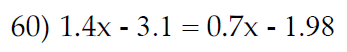 60) 1.4x - 3.1 = 0.7x - 1.98